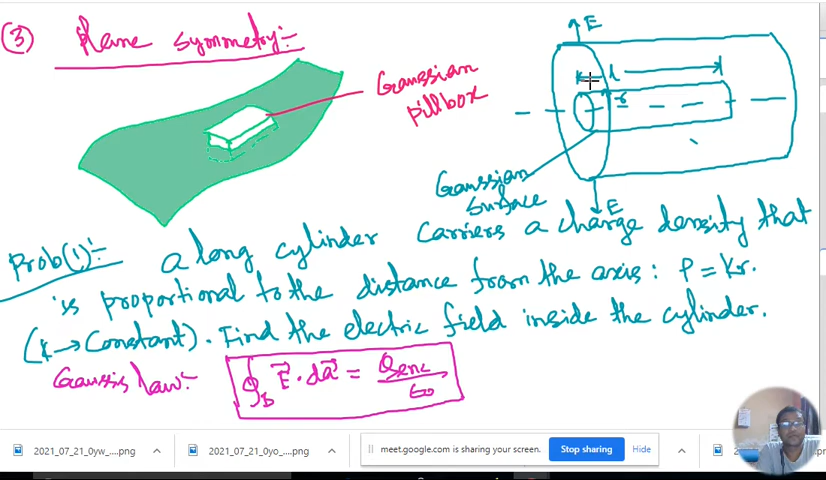 (3) Plane symmetry:-
Gaussian
pillbox
E
l
r
Gaussian
surface
E
Prob(1):- a long cylinder carriers a charge density that
is proportional to the distance from the axis: ρ = kr.
(k → Constant). Find the electric field inside the cylinder.
Gauss's law:- ∮s E⃗ · da⃗ = Qenc/ε0
2021_07_21_0yw_....png
2021_07_21_0yo_....png
meet.google.com is sharing your screen.
Stop sharing
Hide